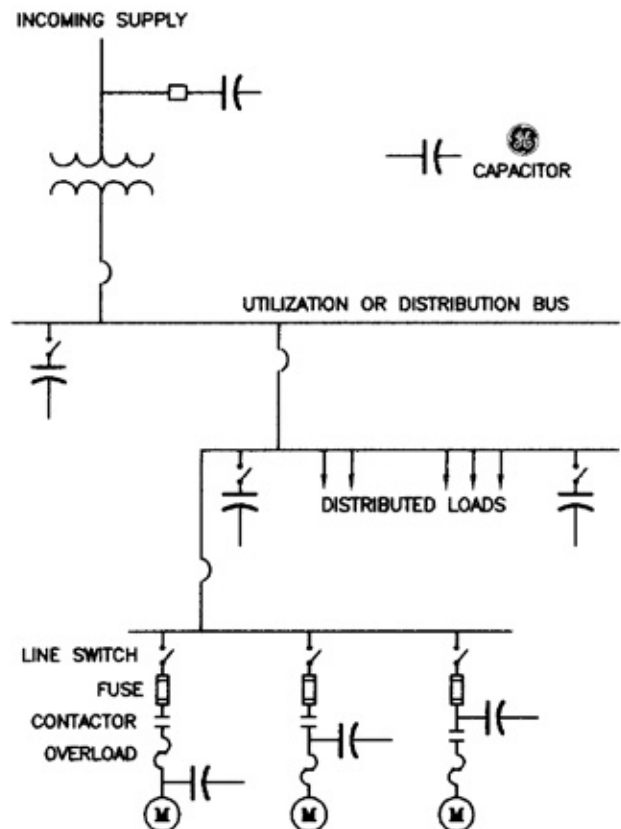 INCOMING SUPPLY
CAPACITOR
UTILIZATION OR DISTRIBUTION BUS
DISTRIBUTED LOADS
LINE SWITCH
FUSE
CONTACTOR
OVERLOAD
M M M